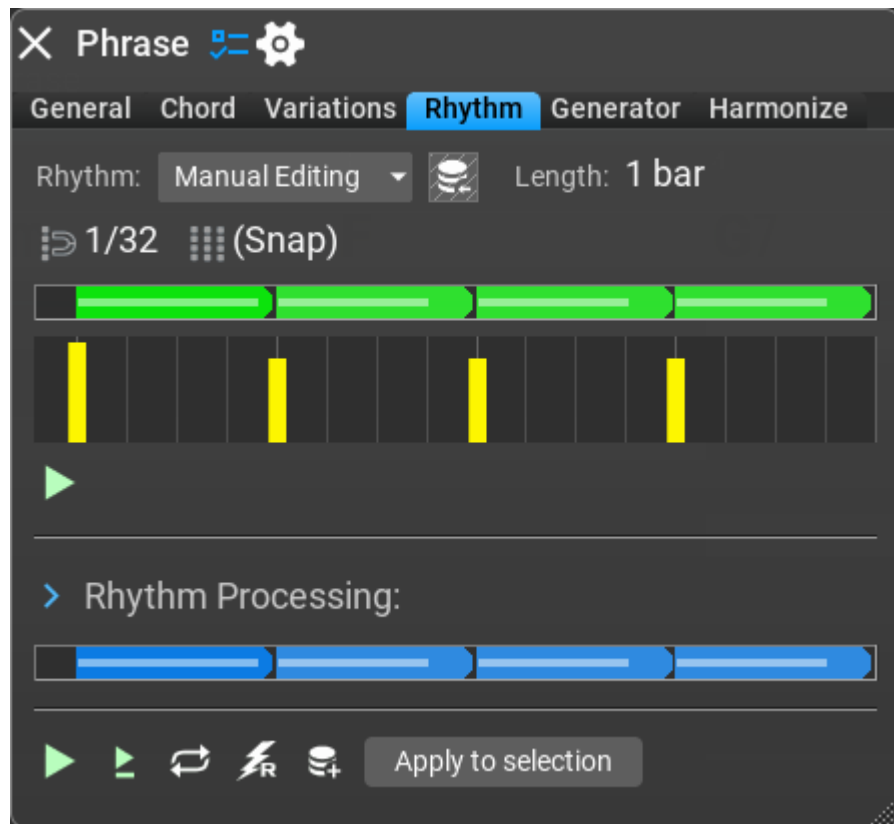 Phrase
General Chord Variations Rhythm Generator Harmonize
Rhythm: Manual Editing Length: 1 bar
1/32 (Snap)
Rhythm Processing:
R Apply to selection